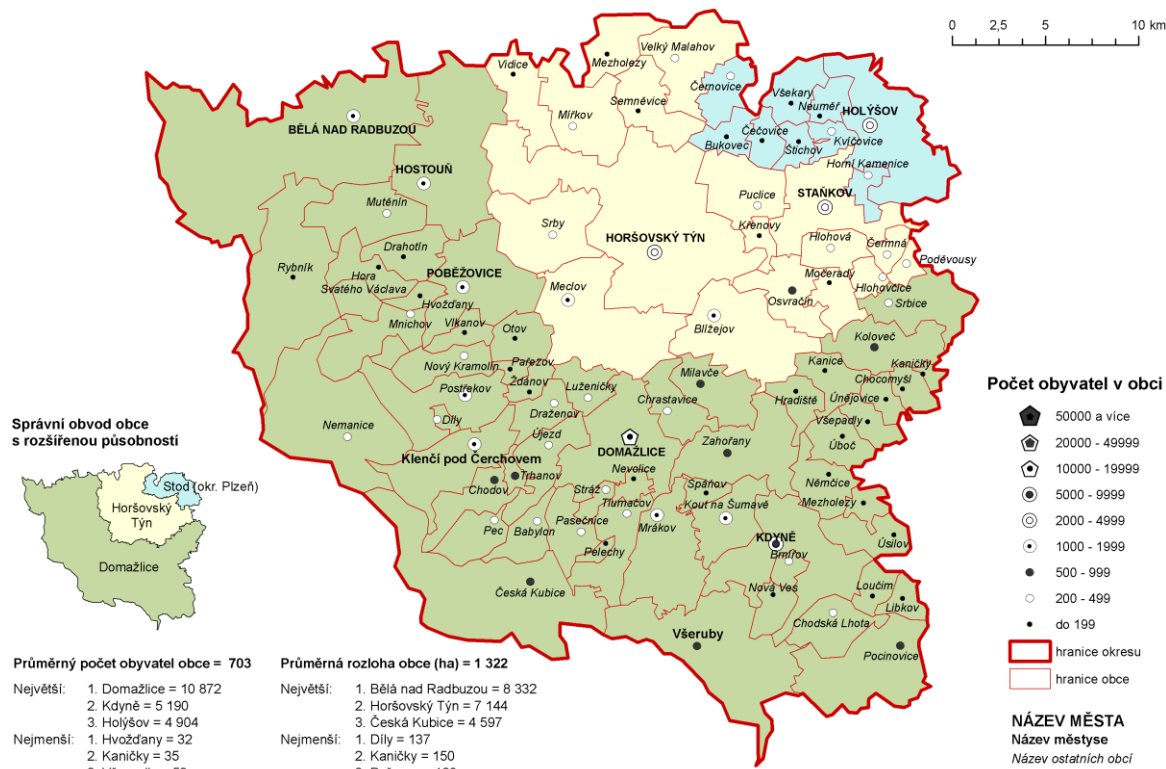 0 2,5 5 10 km
Velký Malahov
Mezholezy
Vidice
Černovice
Semněvice
Všekary
Neuměř
HOLÝŠOV
Mířkov
BĚLÁ NAD RADBUZOU
Bukovec
Čečovice
Štichov
Kvíčovice
Horní Kamenice
HOSTOUŇ
Puclice
STAŇKOV
Mutěnín
Srby
Křenovy
HORŠOVSKÝ TÝN
Hlohová
Čermná
Poděvousy
Drahotín
Rybník
Hora
Svatého Václava
POBĚŽOVICE
Močerady
Hlohovčice
Meclov
Osvračín
Srbice
Hvožďany
Mnichov
Vlkanov
Otov
Blížejov
Koloveč
Nový Kramolín
Pařezov
Kanice
Kaničky
Milavče
Chocomyšl
Postřekov
Ždánov
Luženičky
Hradiště
Únějovice
Draženov
Chrastavice
Díly
Všepadly
Nemanice
Újezd
Zahořany
Úboč
DOMAŽLICE
Klenčí pod Čerchovem
Nevolice
Trhanov
Chodov
Stráž
Spáňov
Němčice
Tlumačov
Kout na Šumavě
Mezholezy
Pec
Babylon
Pasečnice
Mrákov
KDYNĚ
Úsilov
Pelechy
Brnířov
Česká Kubice
Nová Ves
Loučim
Libkov
Chodská Lhota
Všeruby
Pocinovice
Správní obvod obce
s rozšířenou působností
Stod (okr. Plzeň)
Horšovský
Týn
Domažlice
Průměrný počet obyvatel obce = 703
Největší: 1. Domažlice = 10 872
2. Kdyně = 5 190
3. Holýšov = 4 904
Nejmenší: 1. Hvožďany = 32
2. Kaničky = 35
Průměrná rozloha obce (ha) = 1 322
Největší: 1. Bělá nad Radbuzou = 8 332
2. Horšovský Týn = 7 144
3. Česká Kubice = 4 597
Nejmenší: 1. Díly = 137
2. Kaničky = 150
Počet obyvatel v obci
50000 a více
20000 - 49999
10000 - 19999
5000 - 9999
2000 - 4999
1000 - 1999
500 - 999
200 - 499
do 199
hranice okresu
hranice obce
NÁZEV MĚSTA
Název městyse
Název ostatních obcí